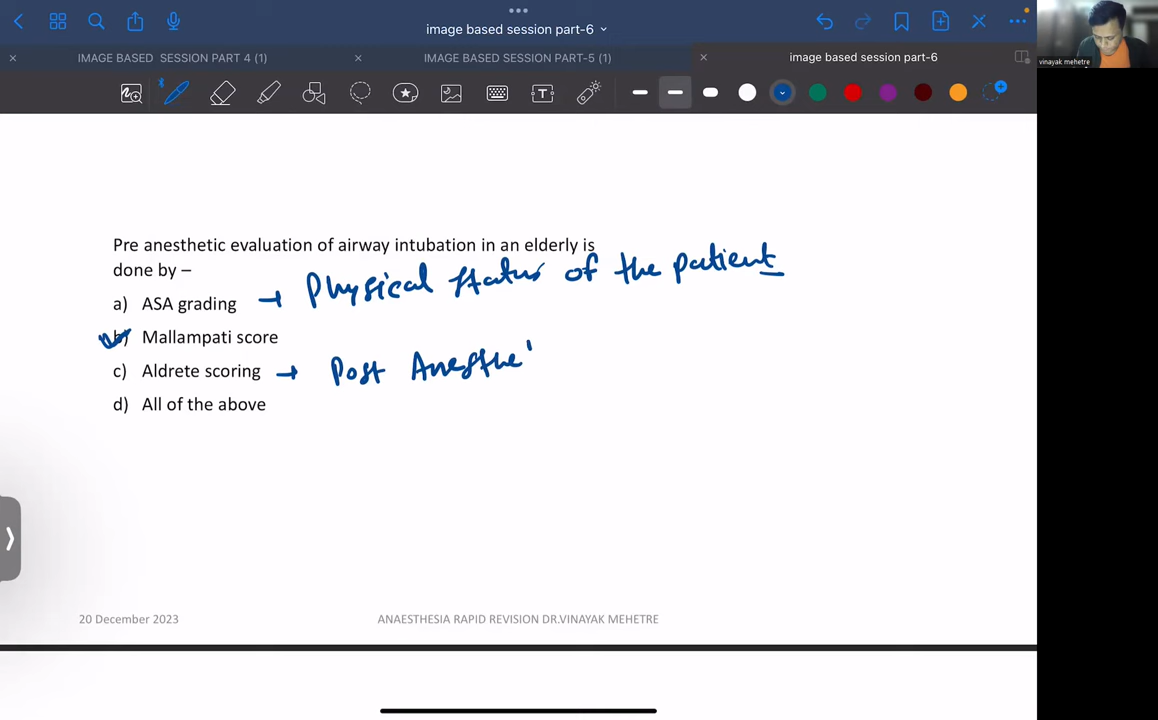 image based session part-6
IMAGE BASED SESSION PART 4 (1)
IMAGE BASED SESSION PART-5 (1)
image based session part-6
vinayak mehetre
Pre anesthetic evaluation of airway intubation in an elderly is
done by –
a) ASA grading → Physical status of the patient
b) Mallampati score
c) Aldrete scoring → Post Anesthe
d) All of the above
20 December 2023
ANAESTHESIA RAPID REVISION DR.VINAYAK MEHETRE